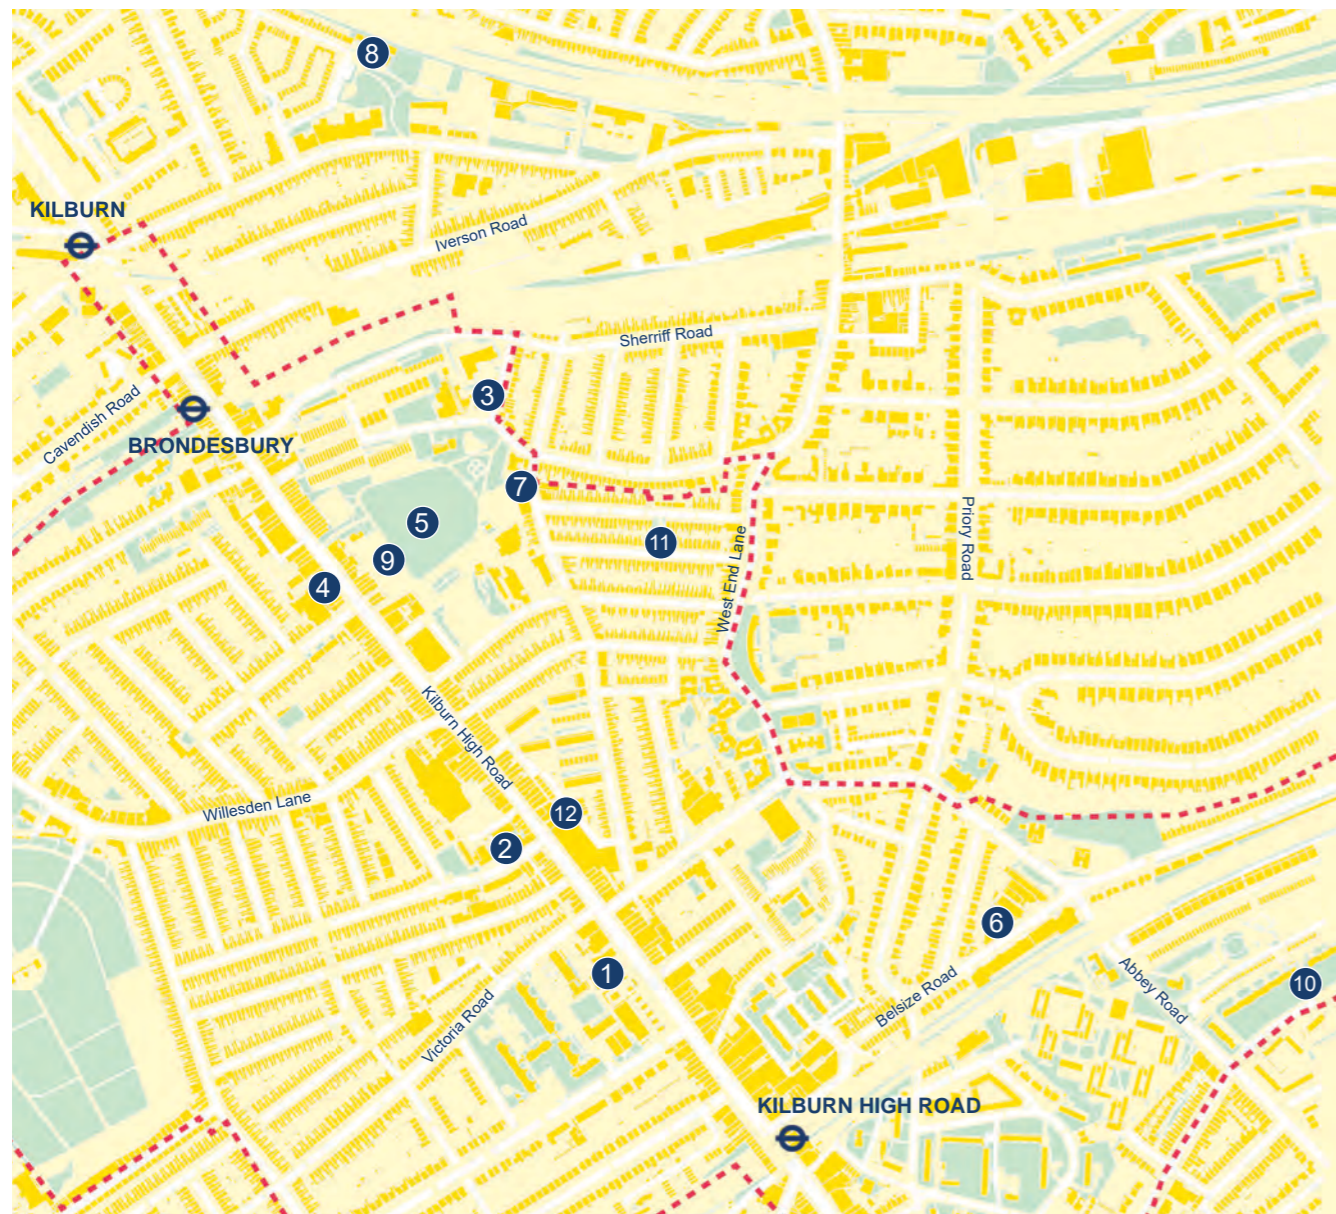 8
KILBURN
Iverson Road
Sherriff Road
3
Cavendish Road
BRONDESBURY
7
5
Priory Road
11
9
West End Lane
4
Kilburn High Road
Willesden Lane
12
2
6
1
Abbey Road
10
Belsize Road
Victoria Road
KILBURN HIGH ROAD